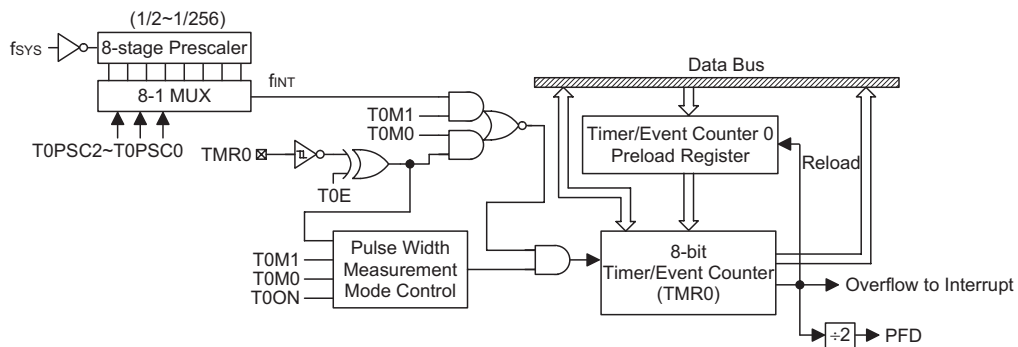 (1/2~1/256)
fSYS
8-stage Prescaler
8-1 MUX
fINT
T0PSC2~T0PSC0
TMR0
T0E
T0M1
T0M0
T0M1
T0M0
T0ON
Pulse Width
Measurement
Mode Control
Data Bus
Timer/Event Counter 0
Preload Register
Reload
8-bit
Timer/Event Counter
(TMR0)
Overflow to Interrupt
÷2
PFD